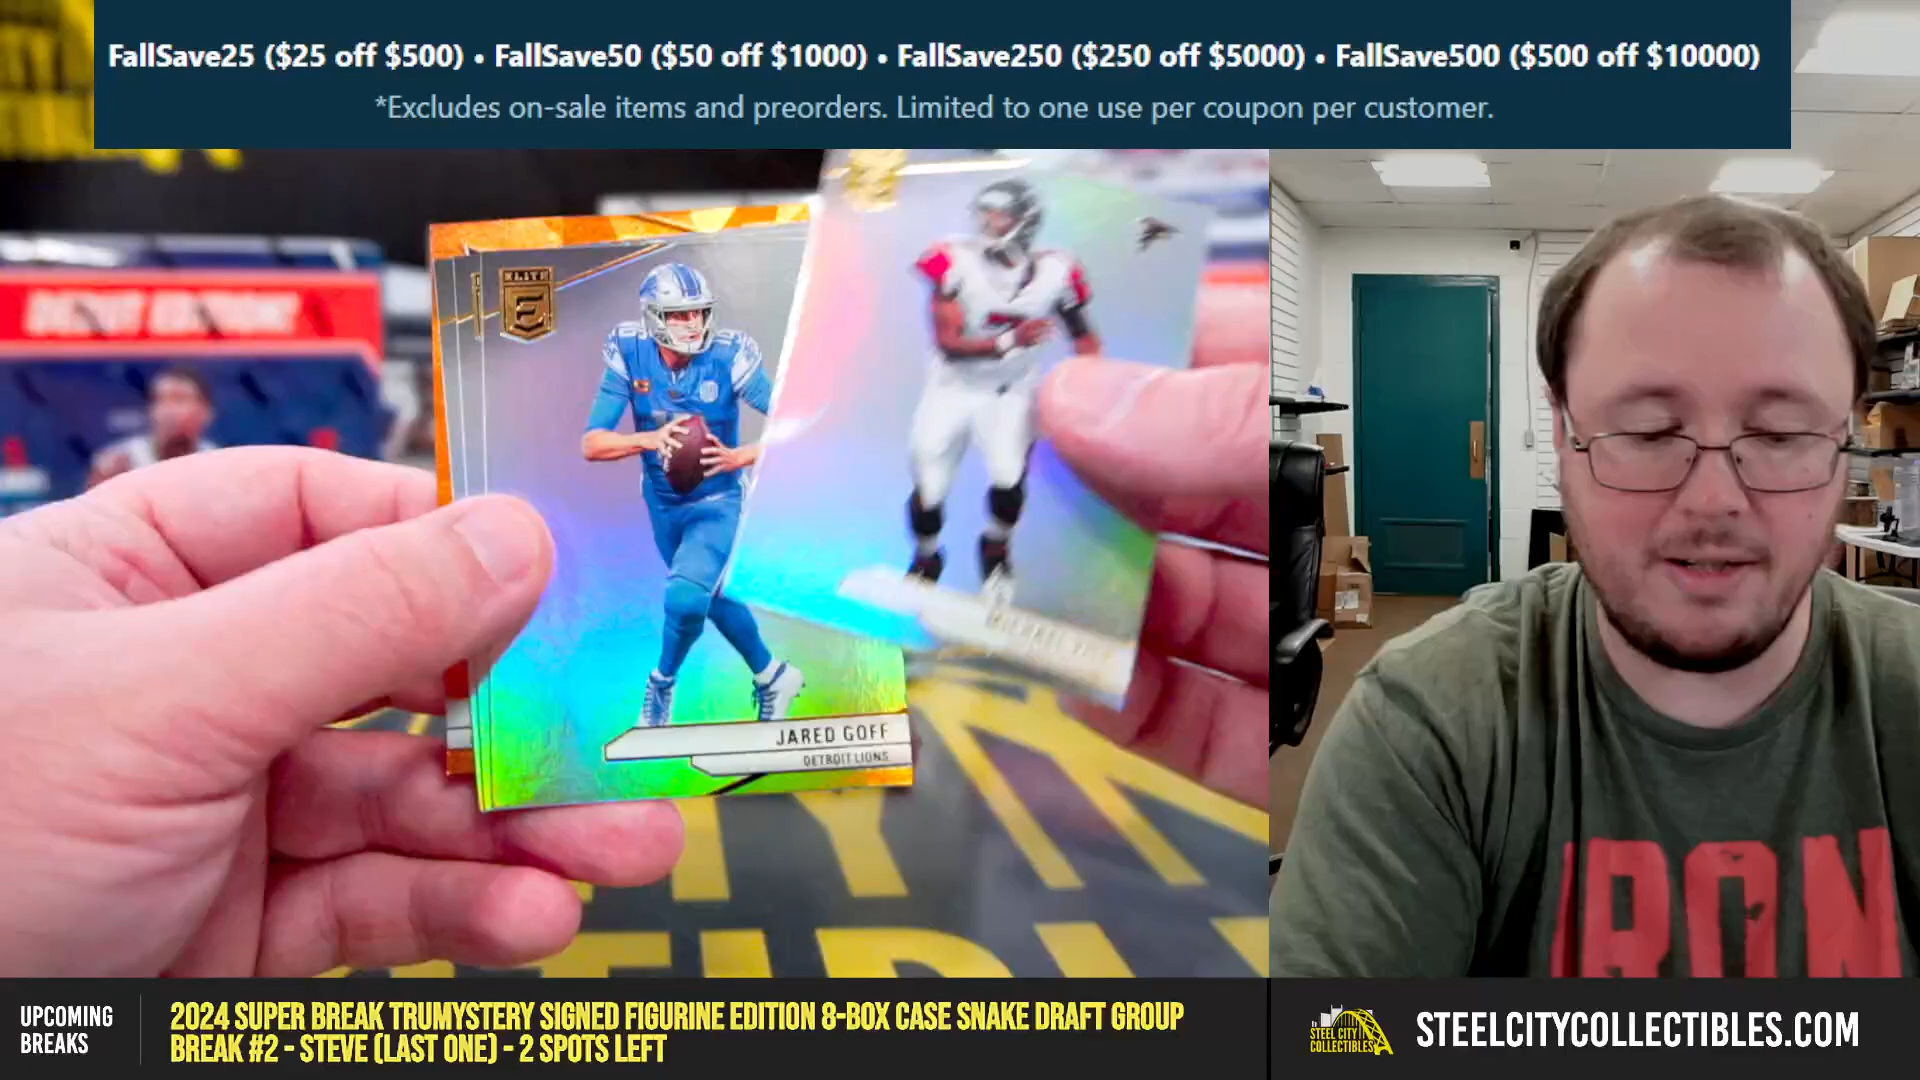 FallSave25 ($25 off $500) • FallSave50 ($50 off $1000) • FallSave250 ($250 off $5000) • FallSave500 ($500 off $10000)
*Excludes on-sale items and preorders. Limited to one use per coupon per customer.
ELITE
JARED GOFF
DETROIT LIONS
MICHAEL VICK
IRON
UPCOMING
BREAKS
2024 SUPER BREAK TRUMYSTERY SIGNED FIGURINE EDITION 8-BOX CASE SNAKE DRAFT GROUP
BREAK #2 - STEVE (LAST ONE) - 2 SPOTS LEFT
STEEL CITY
COLLECTIBLES
STEELCITYCOLLECTIBLES.COM